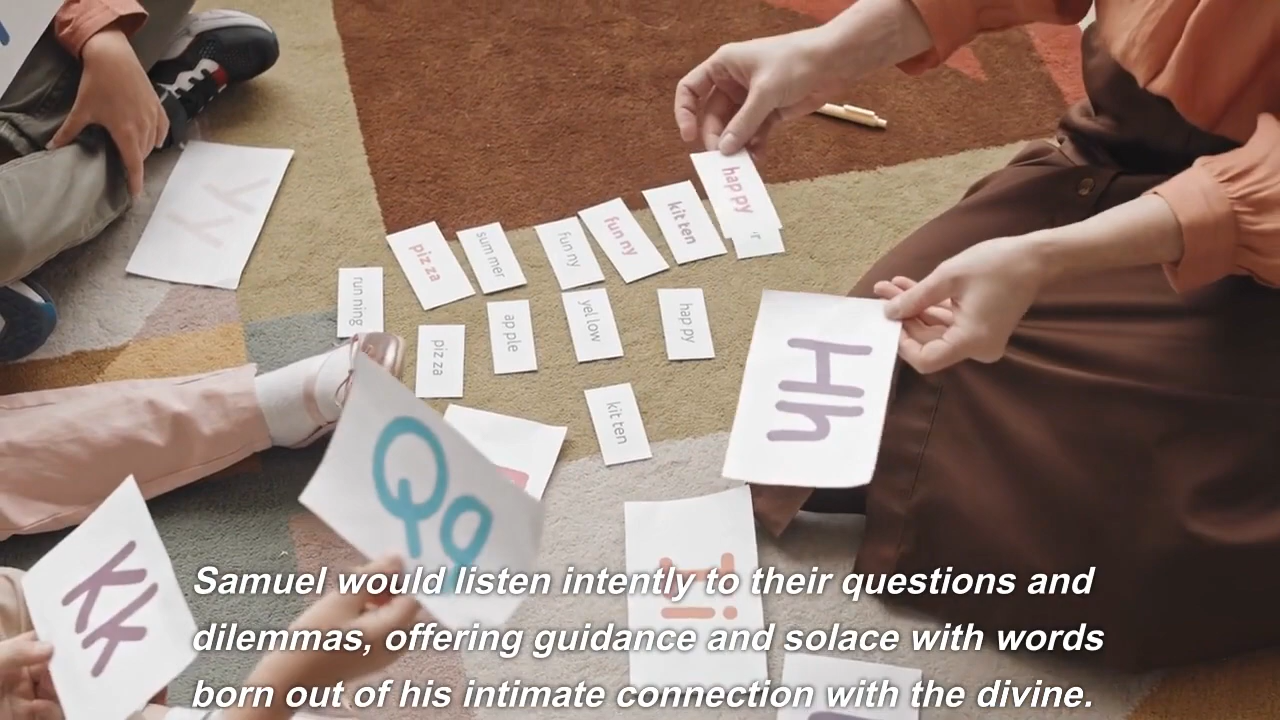 Yy
hap py
kit ten
r
fun ny
fun ny
sum mer
piz za
run ning
hap py
yel low
ap ple
piz za
kit ten
Hh
Qq
Kk
Samuel would listen intently to their questions and
dilemmas, offering guidance and solace with words
born out of his intimate connection with the divine.